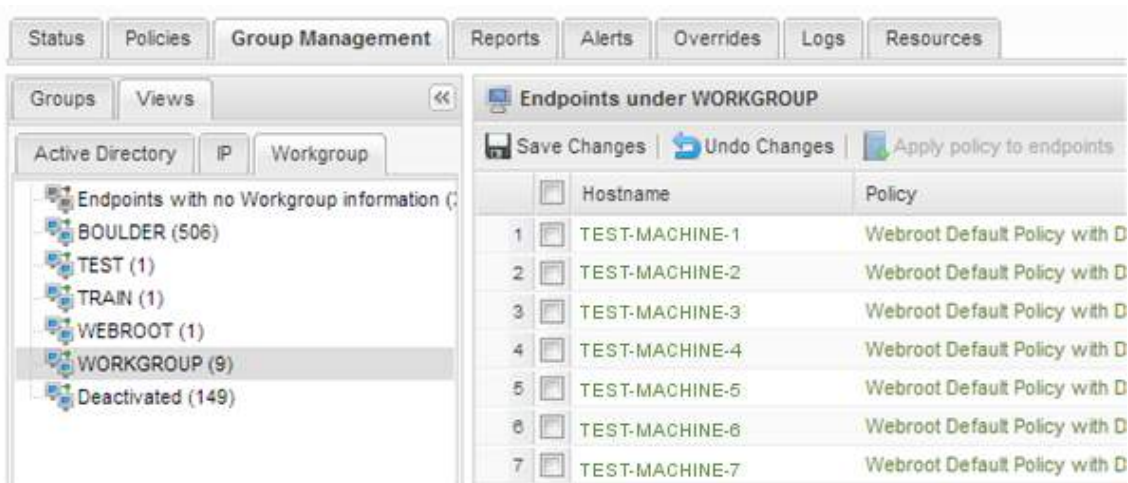 Status Policies Group Management Reports Alerts Overrides Logs Resources
Groups Views
Active Directory IP Workgroup
Endpoints with no Workgroup information
BOULDER (506)
TEST (1)
TRAIN (1)
WEBROOT (1)
WORKGROUP (9)
Deactivated (149)
Endpoints under WORKGROUP
Save Changes Undo Changes Apply policy to endpoints
Hostname Policy
1 TEST-MACHINE-1 Webroot Default Policy with D
2 TEST-MACHINE-2 Webroot Default Policy with D
3 TEST-MACHINE-3 Webroot Default Policy with D
4 TEST-MACHINE-4 Webroot Default Policy with D
5 TEST-MACHINE-5 Webroot Default Policy with D
6 TEST-MACHINE-6 Webroot Default Policy with D
7 TEST-MACHINE-7 Webroot Default Policy with D